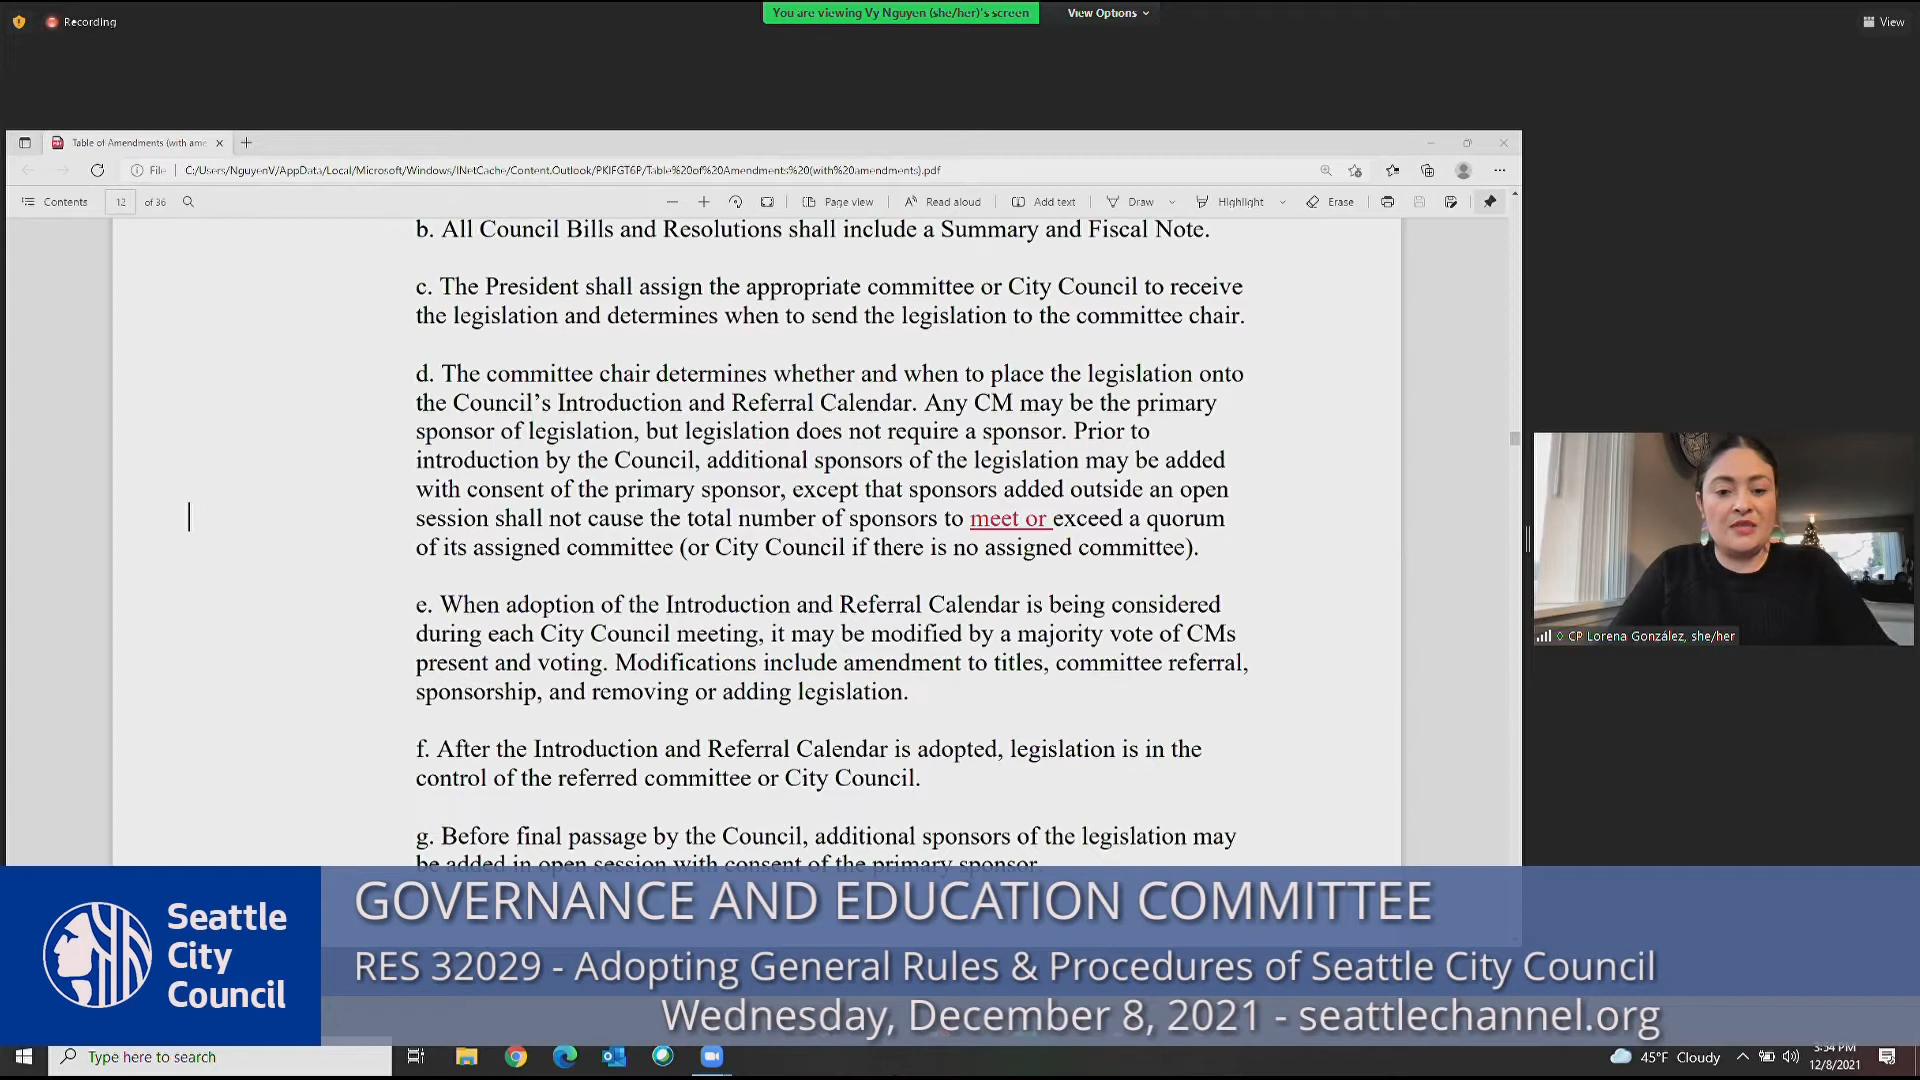 Recording
You are viewing Vy Nguyen (she/her)'s screen
View Options
View
Table of Amendments (with ame
File
C:/Users/NguyenV/AppData/Local/Microsoft/Windows/INetCache/Content.Outlook/PKIFGT6P/Table%20of%20Amendments%20(with%20amendments).pdf
Contents
12
of 36
Page view
Read aloud
Add text
Draw
Highlight
Erase
b. All Council Bills and Resolutions shall include a Summary and Fiscal Note.
c. The President shall assign the appropriate committee or City Council to receive
the legislation and determines when to send the legislation to the committee chair.
d. The committee chair determines whether and when to place the legislation onto
the Council’s Introduction and Referral Calendar. Any CM may be the primary
sponsor of legislation, but legislation does not require a sponsor. Prior to
introduction by the Council, additional sponsors of the legislation may be added
with consent of the primary sponsor, except that sponsors added outside an open
session shall not cause the total number of sponsors to meet or exceed a quorum
of its assigned committee (or City Council if there is no assigned committee).
e. When adoption of the Introduction and Referral Calendar is being considered
during each City Council meeting, it may be modified by a majority vote of CMs
present and voting. Modifications include amendment to titles, committee referral,
sponsorship, and removing or adding legislation.
f. After the Introduction and Referral Calendar is adopted, legislation is in the
control of the referred committee or City Council.
g. Before final passage by the Council, additional sponsors of the legislation may
be added in open session with consent of the primary sponsor.
CP Lorena González, she/her
Seattle
City
Council
GOVERNANCE AND EDUCATION COMMITTEE
RES 32029 - Adopting General Rules & Procedures of Seattle City Council
Wednesday, December 8, 2021 - seattlechannel.org
Type here to search
45°F Cloudy
3:54 PM
12/8/2021